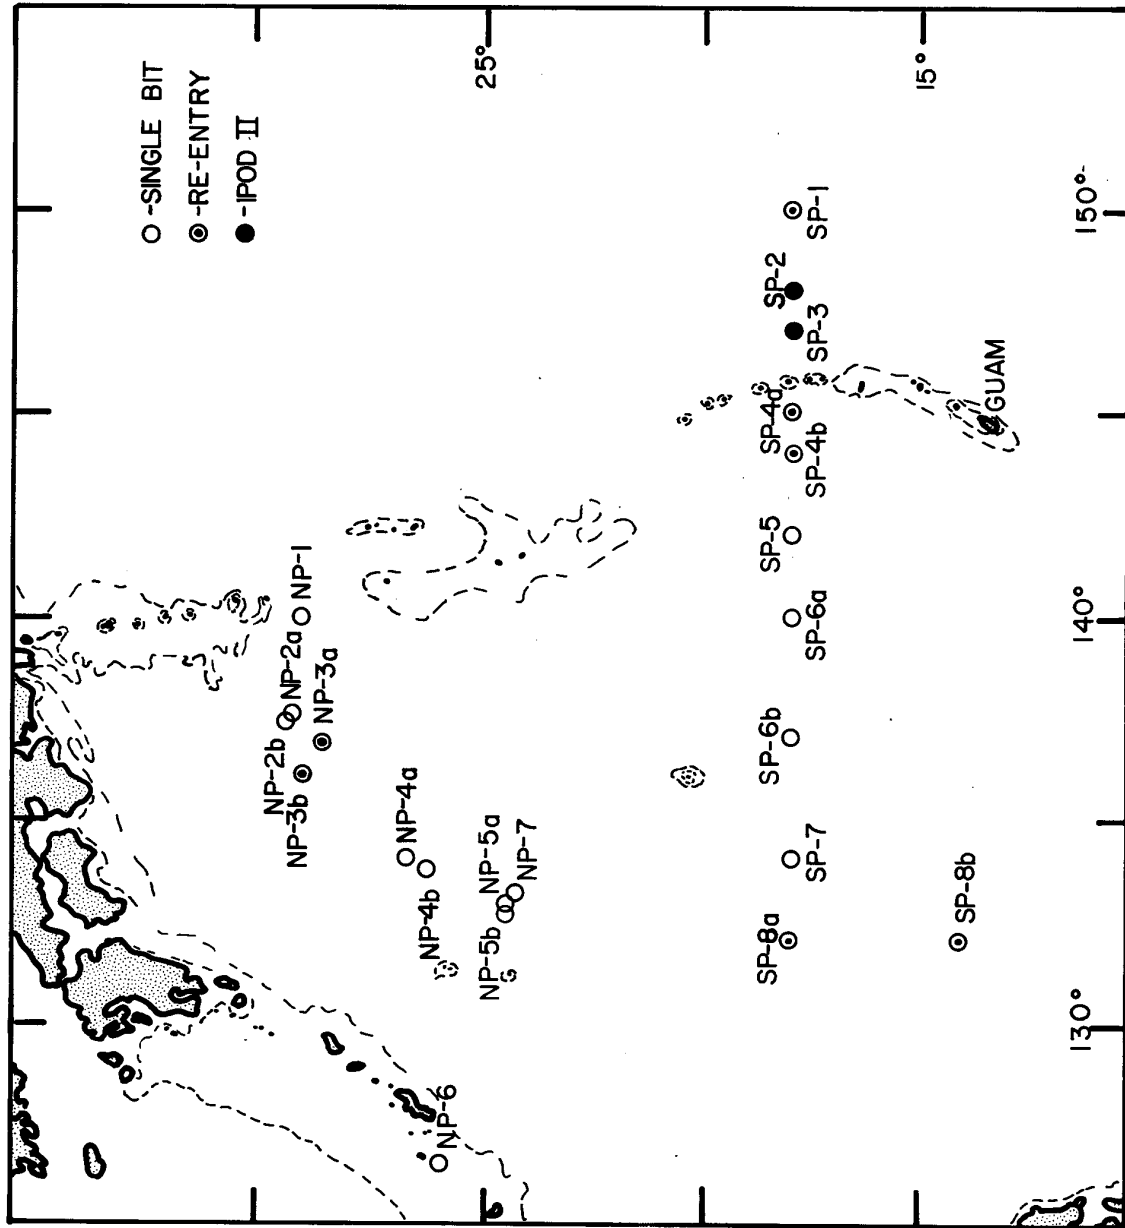 O -SINGLE BIT
◉ -RE-ENTRY
● -IPOD II
25°
15°
150°
140°
130°
NP-1
NP-2a
NP-2b
NP-3a
NP-3b
NP-4a
NP-4b
NP-5a
NP-5b
NP-7
NP-6
SP-1
SP-2
SP-3
SP-4a
SP-4b
SP-5
SP-6a
SP-6b
SP-7
SP-8a
SP-8b
GUAM